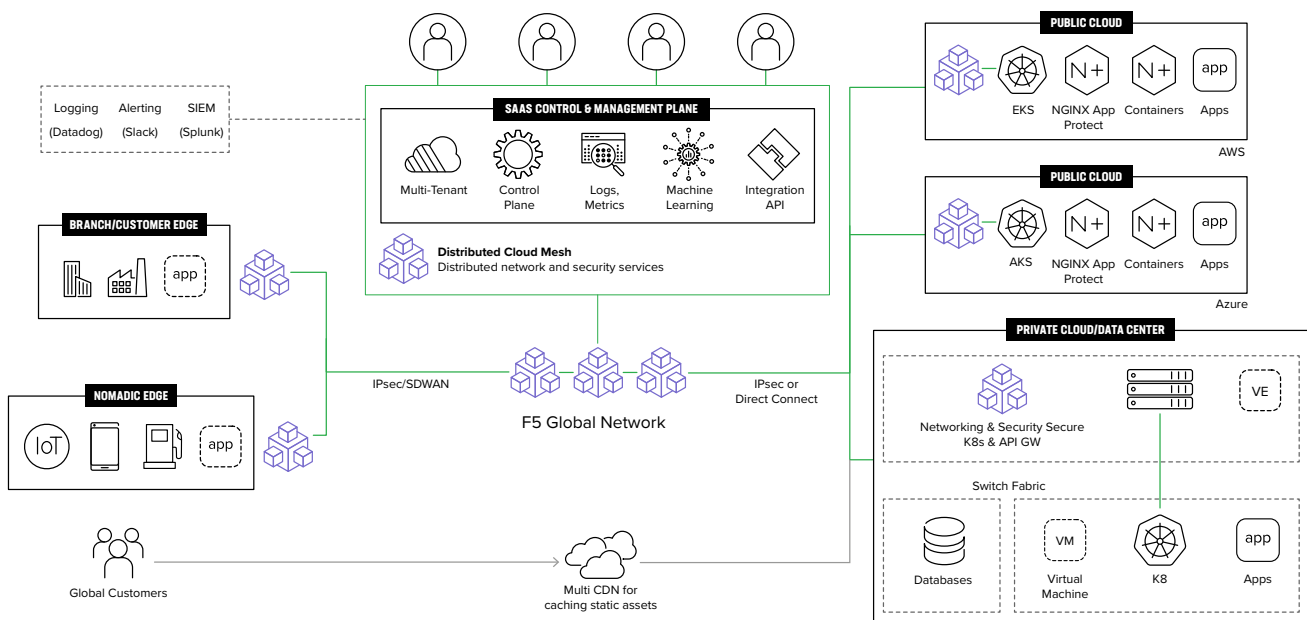 Logging
(Datadog)
Alerting
(Slack)
SIEM
(Splunk)
SAAS CONTROL & MANAGEMENT PLANE
Multi-Tenant
Control
Plane
Logs,
Metrics
Machine
Learning
Integration
API
Distributed Cloud Mesh
Distributed network and security services
BRANCH/CUSTOMER EDGE
app
NOMADIC EDGE
IoT
app
IPsec/SDWAN
F5 Global Network
IPsec or
Direct Connect
Global Customers
Multi CDN for
caching static assets
PUBLIC CLOUD
N+
N+
app
EKS
NGINX App
Protect
Containers
Apps
AWS
PUBLIC CLOUD
N+
N+
app
AKS
NGINX App
Protect
Containers
Apps
Azure
PRIVATE CLOUD/DATA CENTER
VE
Networking & Security Secure
K8s & API GW
Switch Fabric
Databases
VM
Virtual
Machine
K8
app
Apps